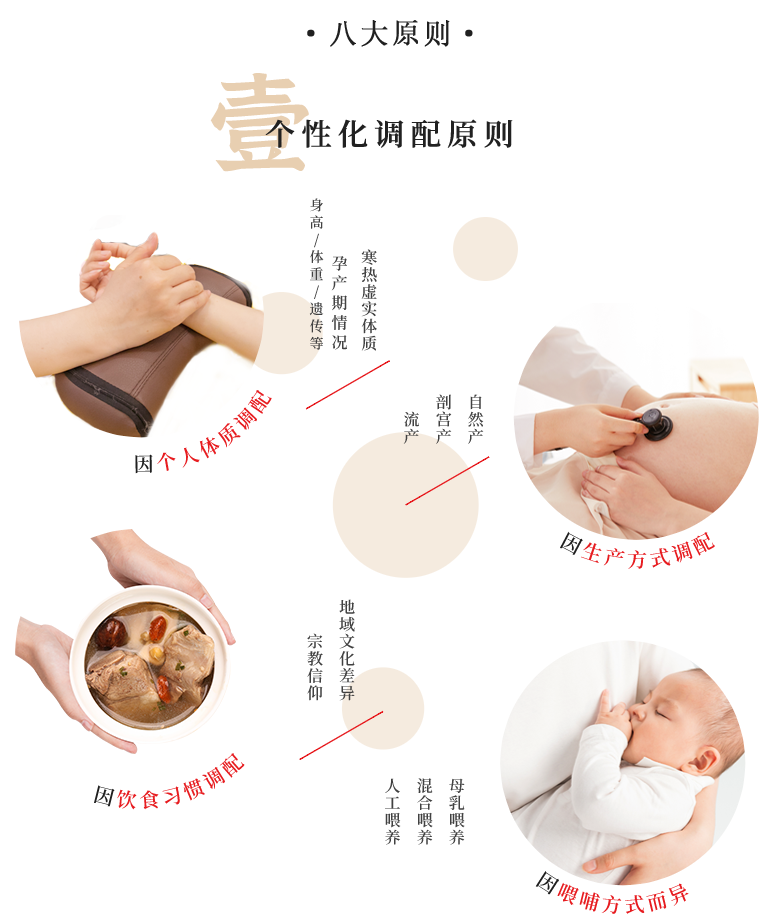 ·八大原则·
壹
个性化调配原则
寒热虚实体质
孕产期情况
身高/体重/遗传等
因个人体质调配
自然产
剖宫产
流产
因生产方式调配
地域文化差异
宗教信仰
因饮食习惯调配
母乳喂养
混合喂养
人工喂养
因喂哺方式而异